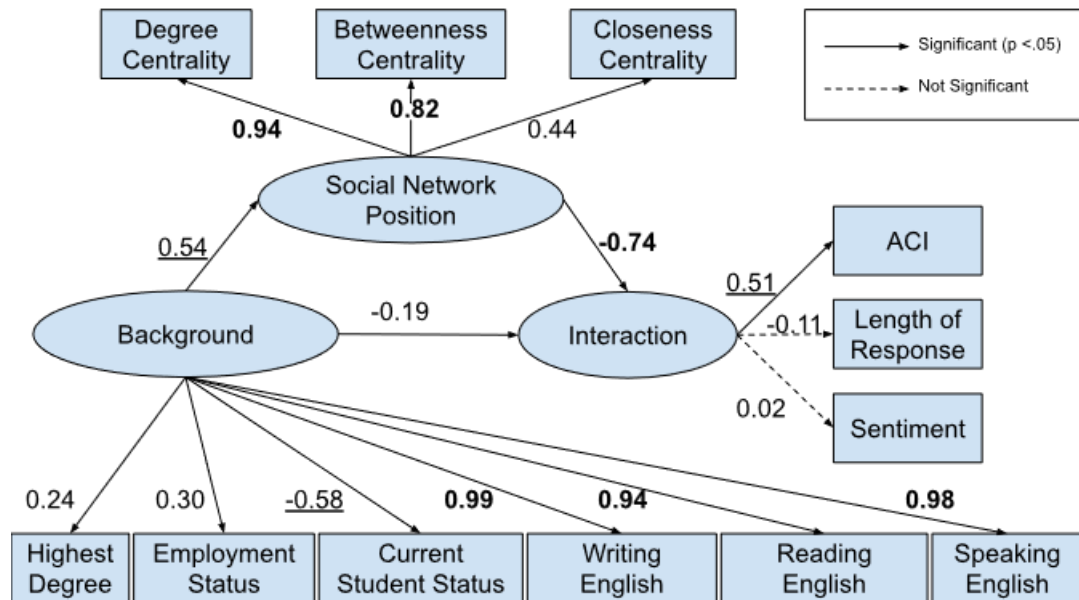 Degree
Centrality
Betweenness
Centrality
Closeness
Centrality
Significant (p <.05)
Not Significant
0.94
0.82
0.44
Social Network
Position
0.54
-0.74
ACI
0.51
Background
-0.19
Interaction
-0.11
Length of
Response
0.02
Sentiment
0.24
0.30
-0.58
0.99
0.94
0.98
Highest
Degree
Employment
Status
Current
Student Status
Writing
English
Reading
English
Speaking
English